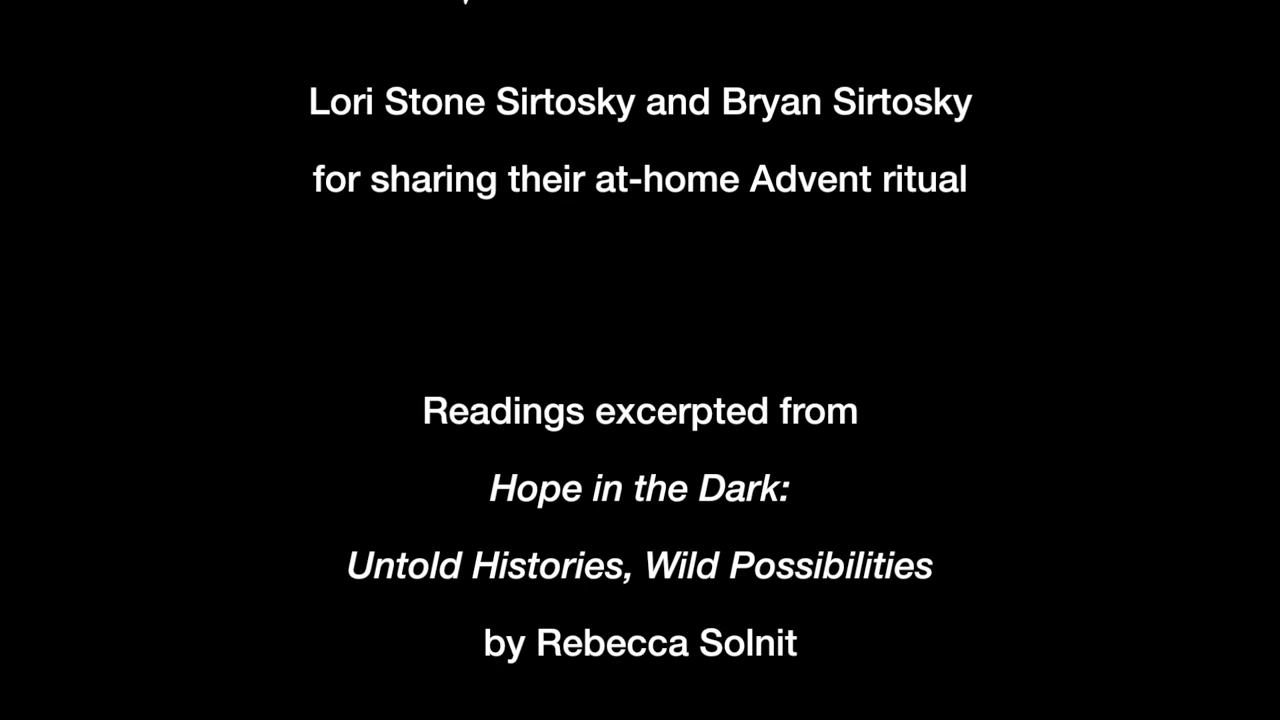 Lori Stone Sirtosky and Bryan Sirtosky
for sharing their at-home Advent ritual
Readings excerpted from
Hope in the Dark:
Untold Histories, Wild Possibilities
by Rebecca Solnit